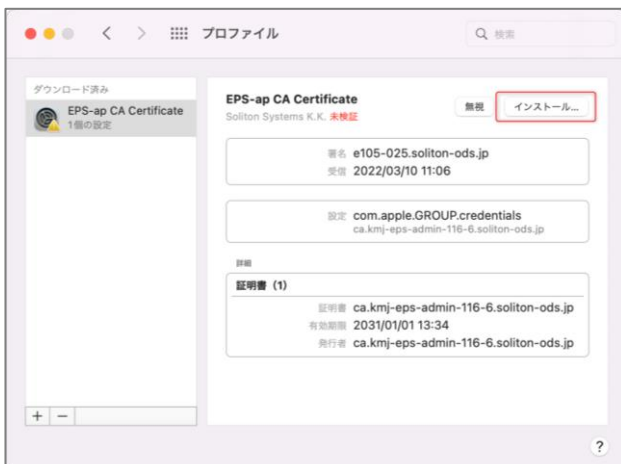 プロファイル
検索
ダウンロード済み
EPS-ap CA Certificate
1個の設定
EPS-ap CA Certificate
Soliton Systems K.K. 未検証
無視
インストール...
署名 e105-025.soliton-ods.jp
受信 2022/03/10 11:06
設定 com.apple.GROUP.credentials
ca.kmj-eps-admin-116-6.soliton-ods.jp
詳細
証明書（1）
証明書 ca.kmj-eps-admin-116-6.soliton-ods.jp
有効期限 2031/01/01 13:34
発行者 ca.kmj-eps-admin-116-6.soliton-ods.jp
+ −
?